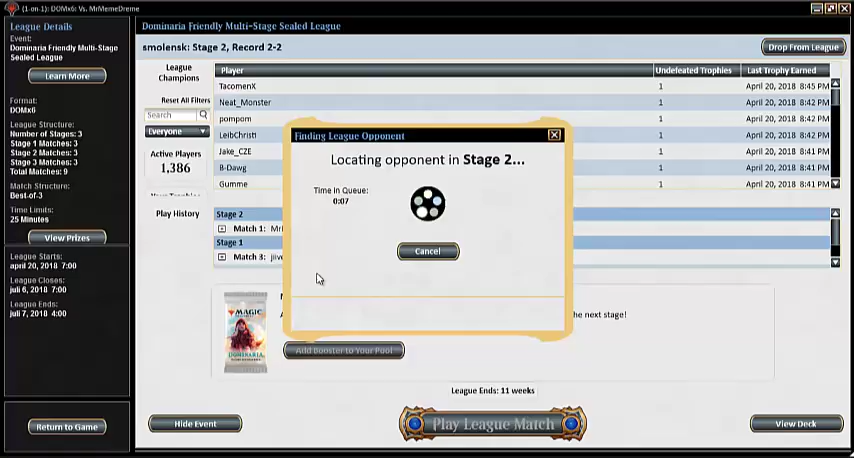 (1-on-1): DOMx6: Vs. MrMemeDreme
League Details
Event:
Dominaria Friendly Multi-Stage
Sealed League
Learn More
Format:
DOMx6
League Structure:
Number of Stages: 3
Stage 1 Matches: 3
Stage 2 Matches: 3
Stage 3 Matches: 3
Total Matches: 9
Match Structure:
Best-of-3
Time Limits:
25 Minutes
View Prizes
League Starts:
april 20, 2018 7:00
League Closes:
juli 6, 2018 7:00
League Ends:
juli 7, 2018 4:00
Return to Game
Dominaria Friendly Multi-Stage Sealed League
smolensk: Stage 2, Record 2-2
Drop From League
League
Champions
Reset All Filters
Search
Everyone
Active Players
1,386
Player Undefeated Trophies Last Trophy Earned
TacomenX 1 April 20, 2018 8:45 PM
Neat_Monster 1 April 20, 2018 8:42 PM
pompom 1 April 20, 2018 8:42 PM
LeibChristi 1 April 20, 2018 8:42 PM
Jake_CZE 1 April 20, 2018 8:41 PM
B-Dawg 1 April 20, 2018 8:41 PM
Gumme 1 April 20, 2018 8:41 PM
Play History
Stage 2
Match 1:
Stage 1
Match 3:
Finding League Opponent
Locating opponent in Stage 2...
Time in Queue:
0:07
Cancel
MAGIC
DOMINARIA
he next stage!
Add Booster to Your Pool
League Ends: 11 weeks
Hide Event
Play League Match
View Deck